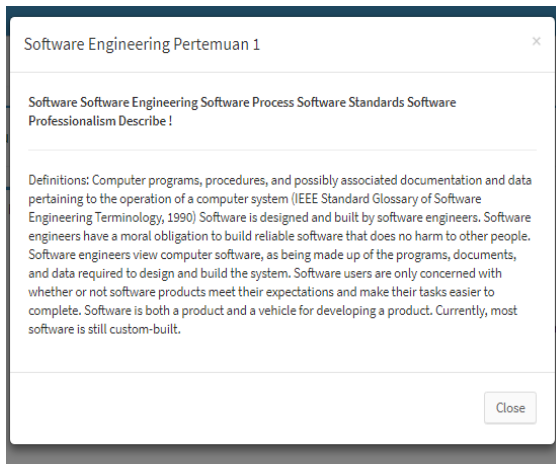 Software Engineering Pertemuan 1
×
Software Software Engineering Software Process Software Standards Software
Professionalism Describe !
Definitions: Computer programs, procedures, and possibly associated documentation and data
pertaining to the operation of a computer system (IEEE Standard Glossary of Software
Engineering Terminology, 1990) Software is designed and built by software engineers. Software
engineers have a moral obligation to build reliable software that does no harm to other people.
Software engineers view computer software, as being made up of the programs, documents,
and data required to design and build the system. Software users are only concerned with
whether or not software products meet their expectations and make their tasks easier to
complete. Software is both a product and a vehicle for developing a product. Currently, most
software is still custom-built.
Close